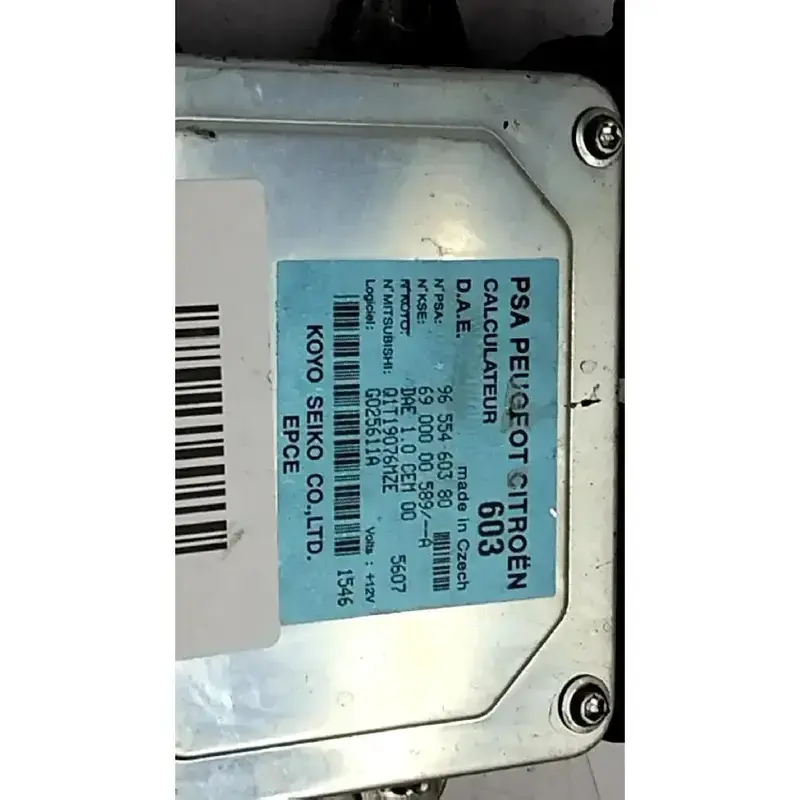 PSA PEUGEOT CITROËN
CALCULATEUR 603
D.A.E. made in Czech
N°PSA: 96 554 603 80
N°KSE: 69 000 00 589/--A
N°KOYO: DAE 1.0 CEM 00 5607
N°MITSUBISHI: Q1T19076MZE
Logiciel: G025611A Volts : +12V
1546
KOYO SEIKO CO.,LTD.
EPCE